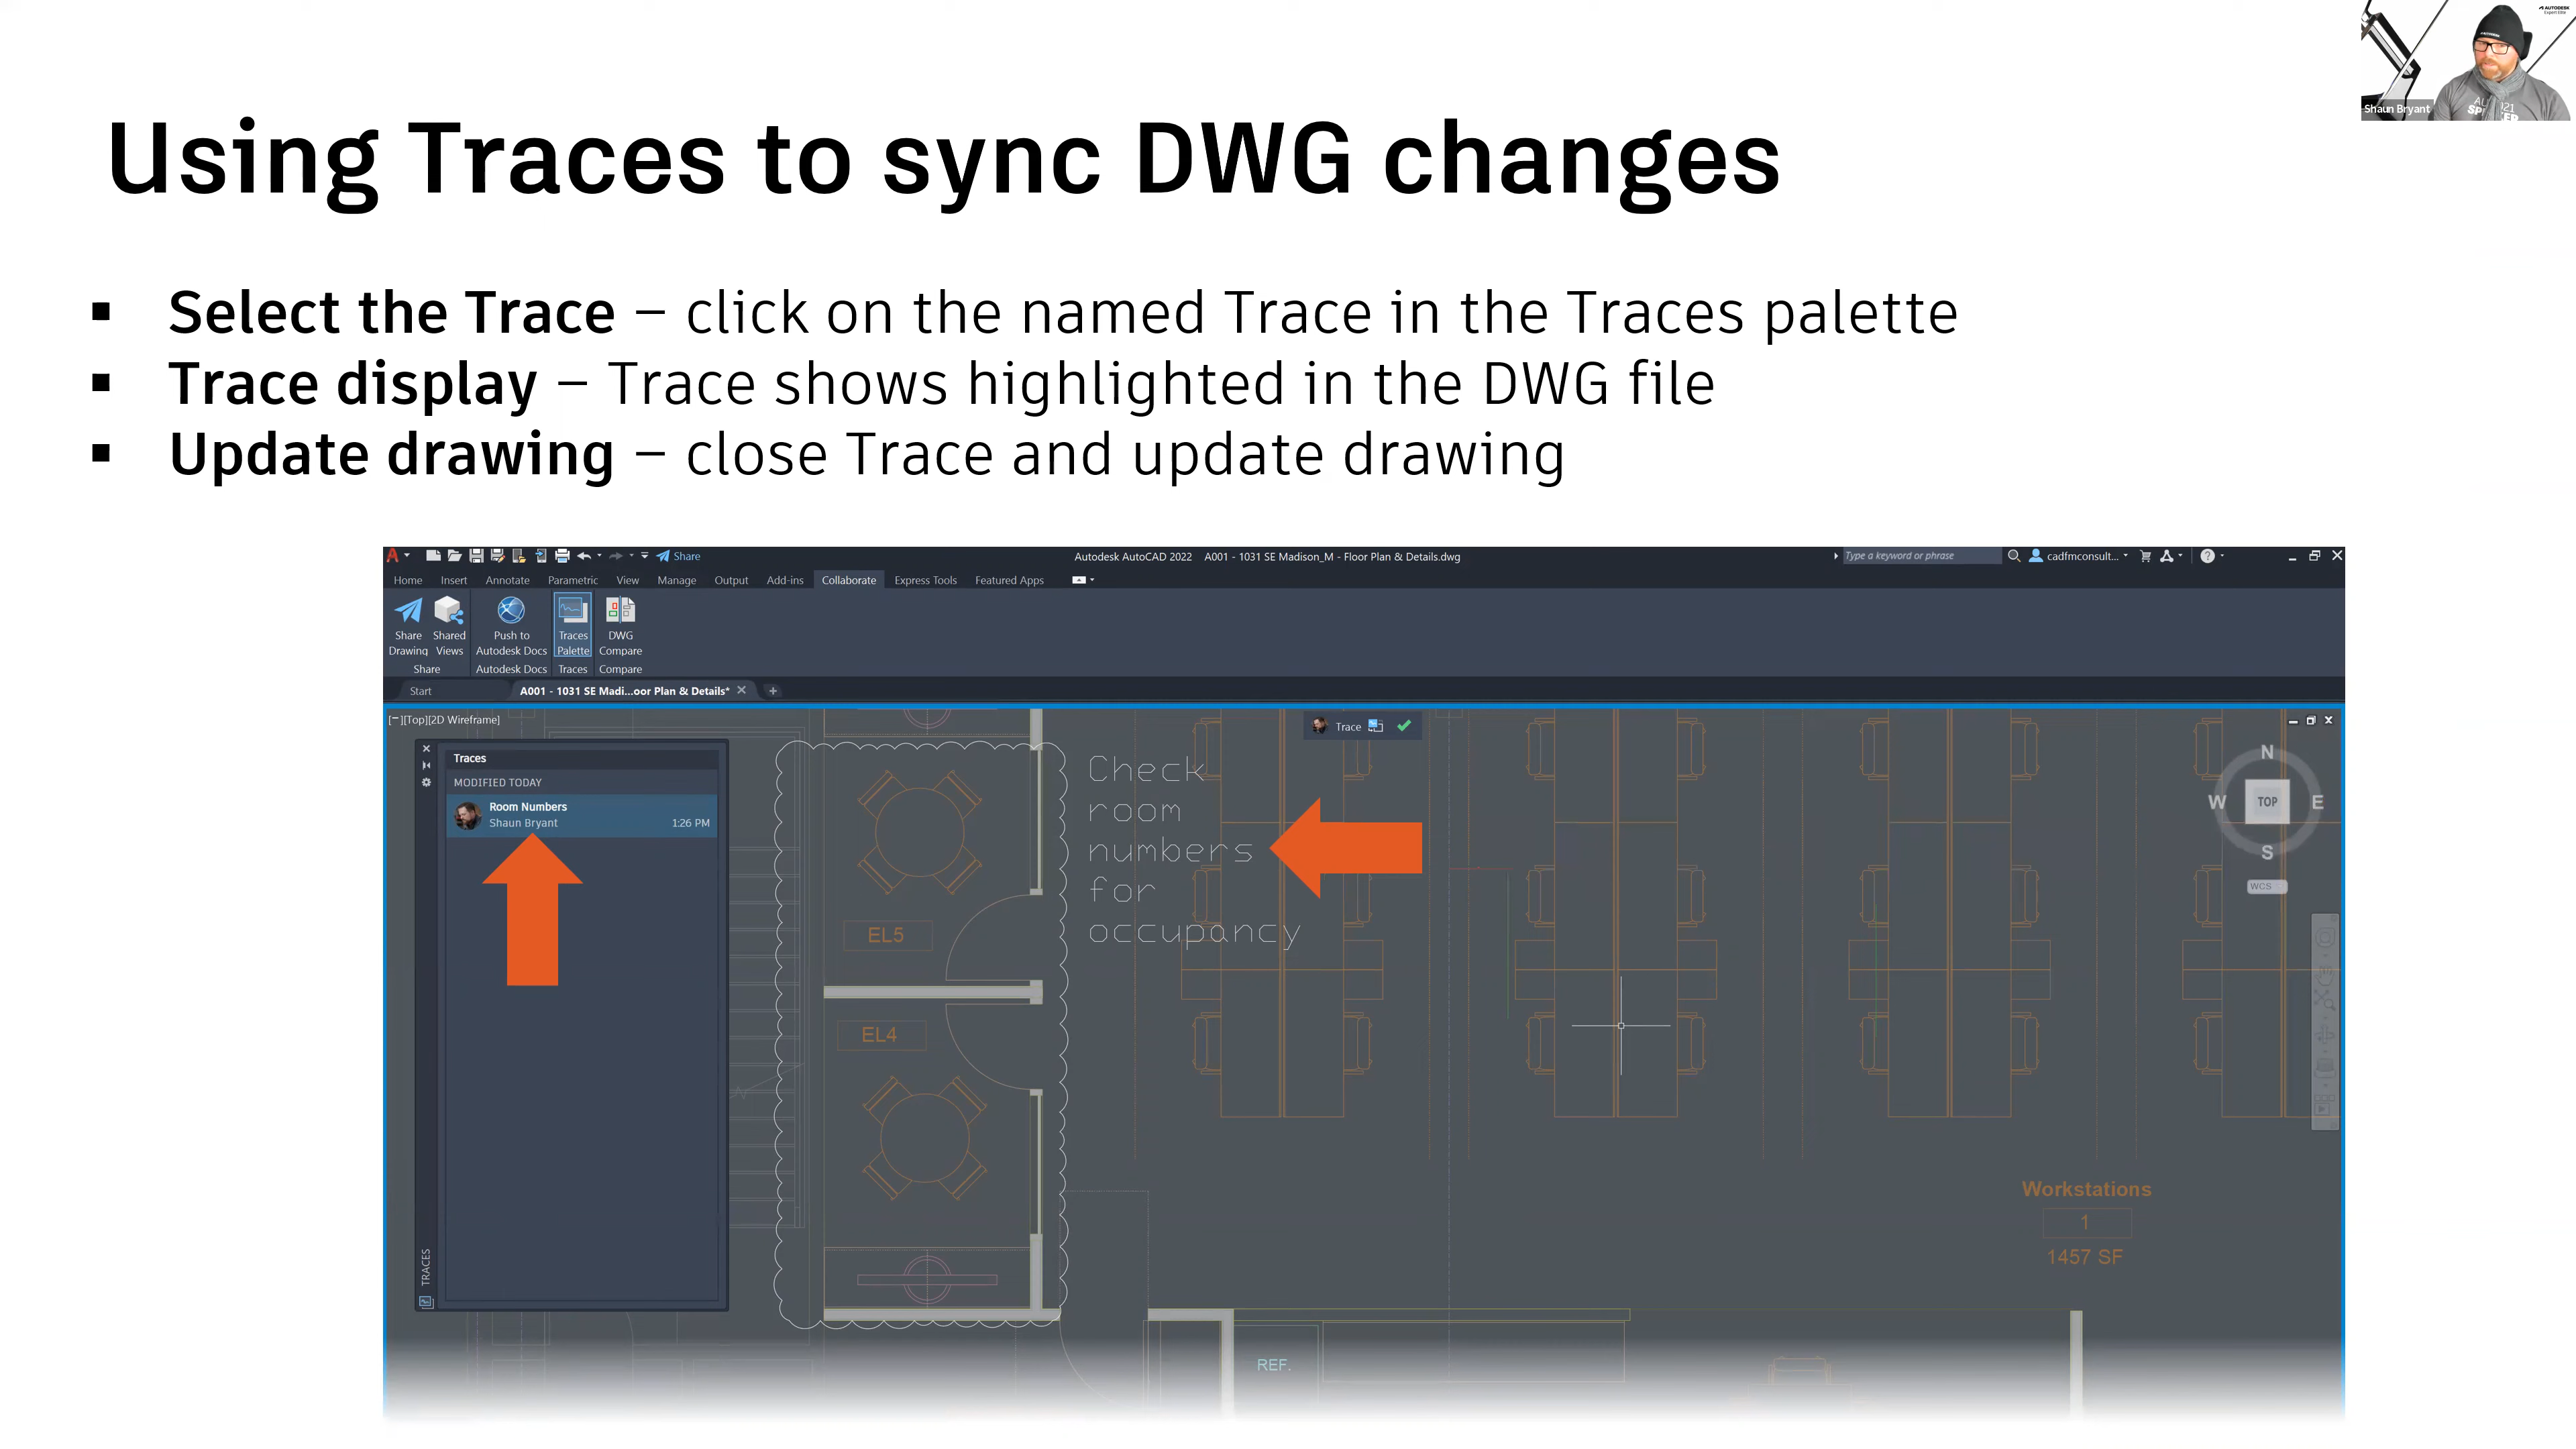 AUTODESK
Expert Elite
Shaun Bryant
Using Traces to sync DWG changes
▪ Select the Trace – click on the named Trace in the Traces palette
▪ Trace display – Trace shows highlighted in the DWG file
▪ Update drawing – close Trace and update drawing
Share
Autodesk AutoCAD 2022 A001 - 1031 SE Madison_M - Floor Plan & Details.dwg
Type a keyword or phrase
cadfmconsult...
Home Insert Annotate Parametric View Manage Output Add-ins Collaborate Express Tools Featured Apps
Share Drawing
Shared Views
Push to Autodesk Docs
Traces Palette
DWG Compare
Share Autodesk Docs Traces Compare
Start
A001 - 1031 SE Madi...oor Plan & Details*
[−][Top][2D Wireframe]
Trace
Traces
MODIFIED TODAY
Room Numbers
Shaun Bryant 1:26 PM
TRACES
Check
room
numbers
for
occupancy
EL5
EL4
N
W TOP E
S
WCS
Workstations
1
1457 SF
REF.